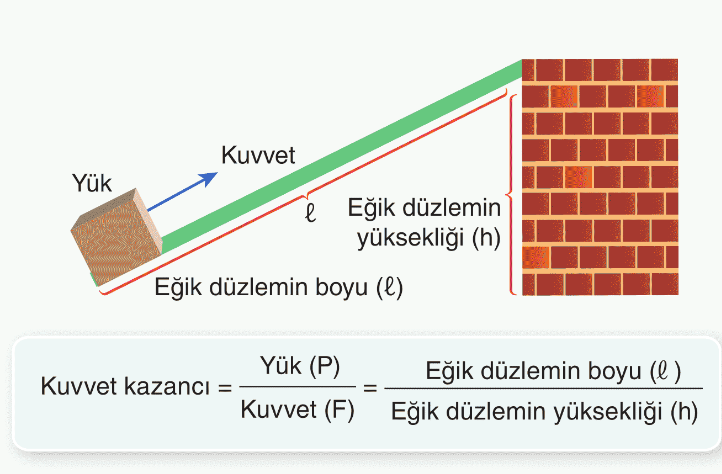 Kuvvet
Yük
ℓ
Eğik düzlemin
yüksekliği (h)
Eğik düzlemin boyu (ℓ)
Kuvvet kazancı = Yük (P) / Kuvvet (F) = Eğik düzlemin boyu (ℓ ) / Eğik düzlemin yüksekliği (h)